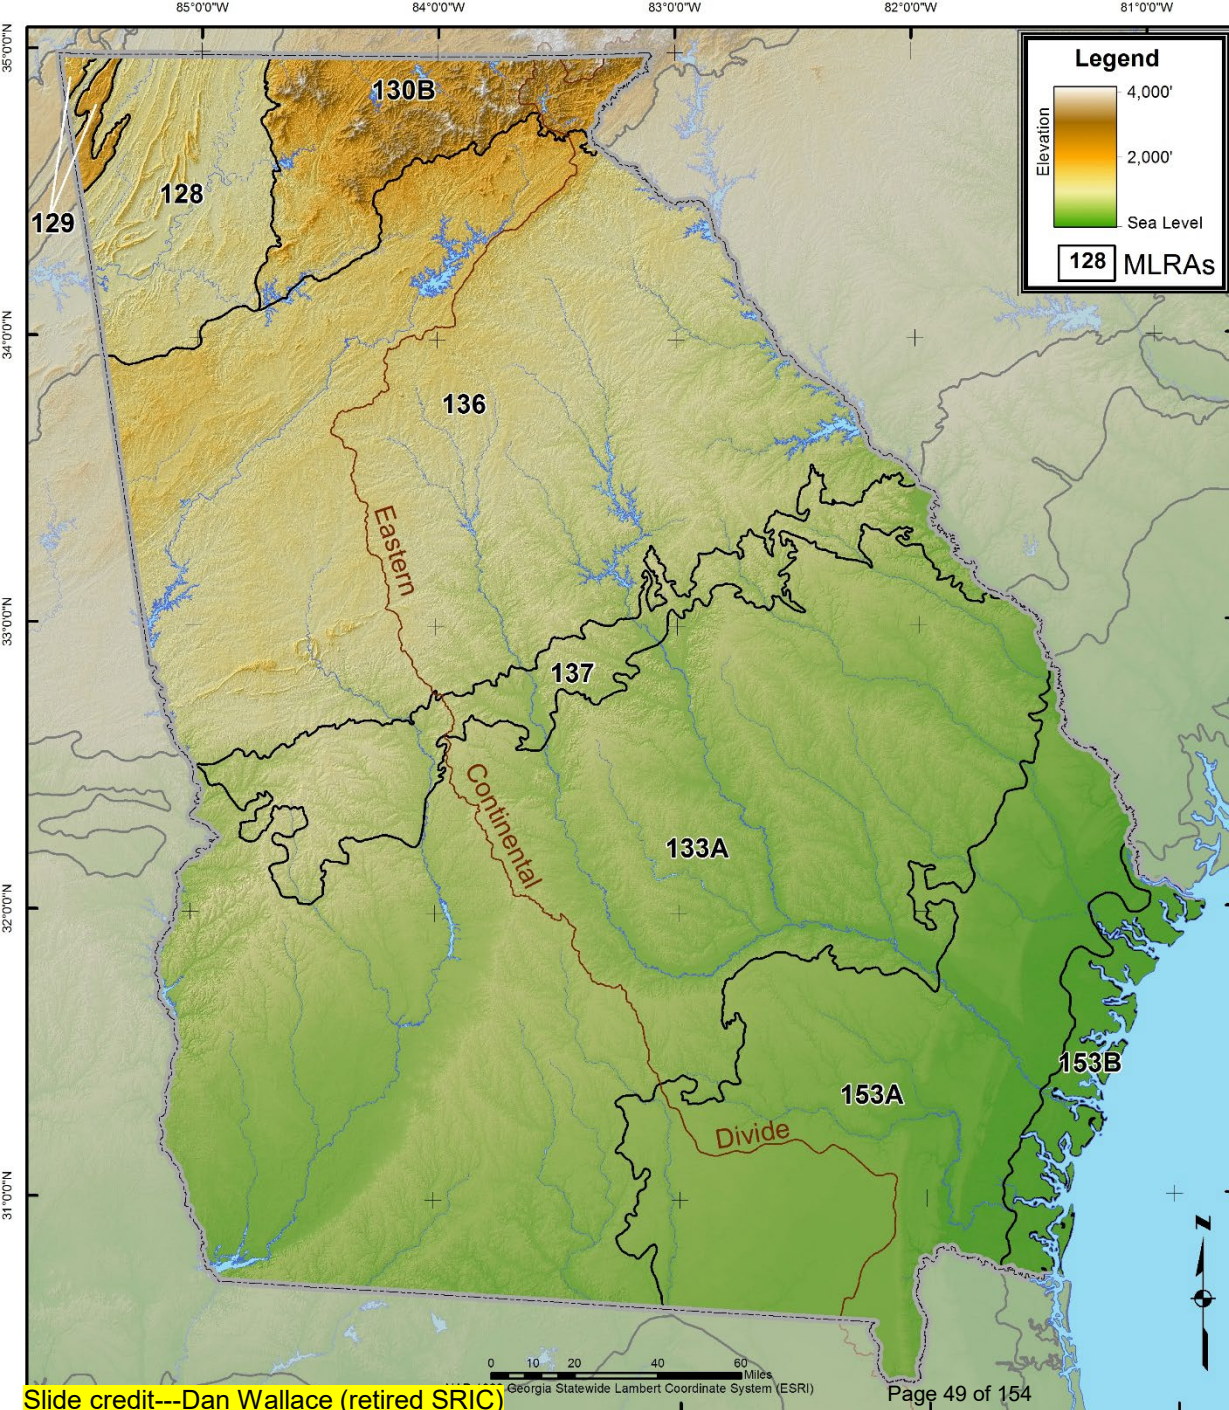 85°0'0"W 84°0'0"W 83°0'0"W 82°0'0"W 81°0'0"W
35°0'0"N
34°0'0"N
33°0'0"N
32°0'0"N
31°0'0"N
Legend
Elevation
4,000'
2,000'
Sea Level
128 MLRAs
130B
128
129
136
Eastern
137
Continental
133A
153B
153A
Divide
N
0 10 20 40 60
Miles
Georgia Statewide Lambert Coordinate System (ESRI)
Page 49 of 154
Slide credit---Dan Wallace (retired SRIC)